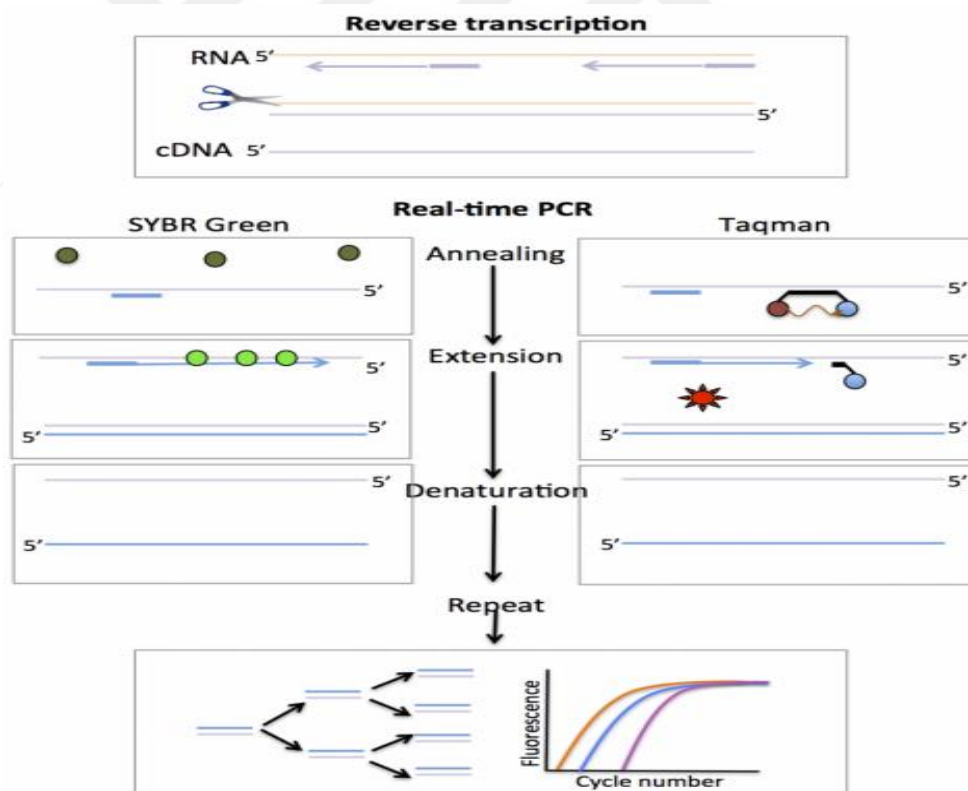 Reverse transcription
RNA 5′
5′
cDNA 5′
Real-time PCR
SYBR Green
Taqman
Annealing
5′
5′
Extension
5′
5′
5′
5′
5′
5′
Denaturation
5′
5′
5′
5′
Repeat
Fluorescence
Cycle number